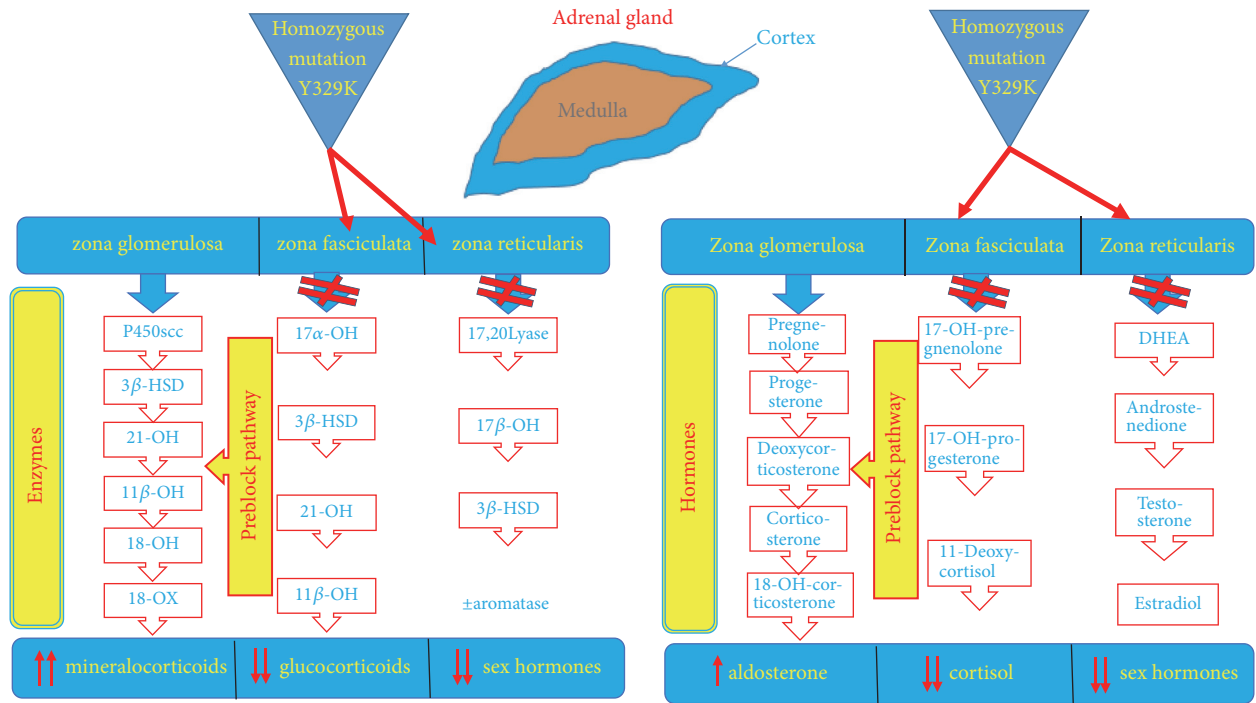 Homozygous
mutation
Y329K
Adrenal gland
Cortex
Medulla
Homozygous
mutation
Y329K
zona glomerulosa
zona fasciculata
zona reticularis
Enzymes
P450scc
3β-HSD
21-OH
11β-OH
18-OH
18-OX
Preblock pathway
17α-OH
3β-HSD
21-OH
11β-OH
17,20Lyase
17β-OH
3β-HSD
±aromatase
mineralocorticoids
glucocorticoids
sex hormones
Zona glomerulosa
Zona fasciculata
Zona reticularis
Hormones
Pregne-
nolone
Proge-
sterone
Deoxycor-
ticosterone
Cortico-
sterone
18-OH-cor-
ticosterone
Preblock pathway
17-OH-pre-
gnenolone
17-OH-pro-
gesterone
11-Deoxy-
cortisol
DHEA
Androste-
nedione
Testo-
sterone
Estradiol
aldosterone
cortisol
sex hormones